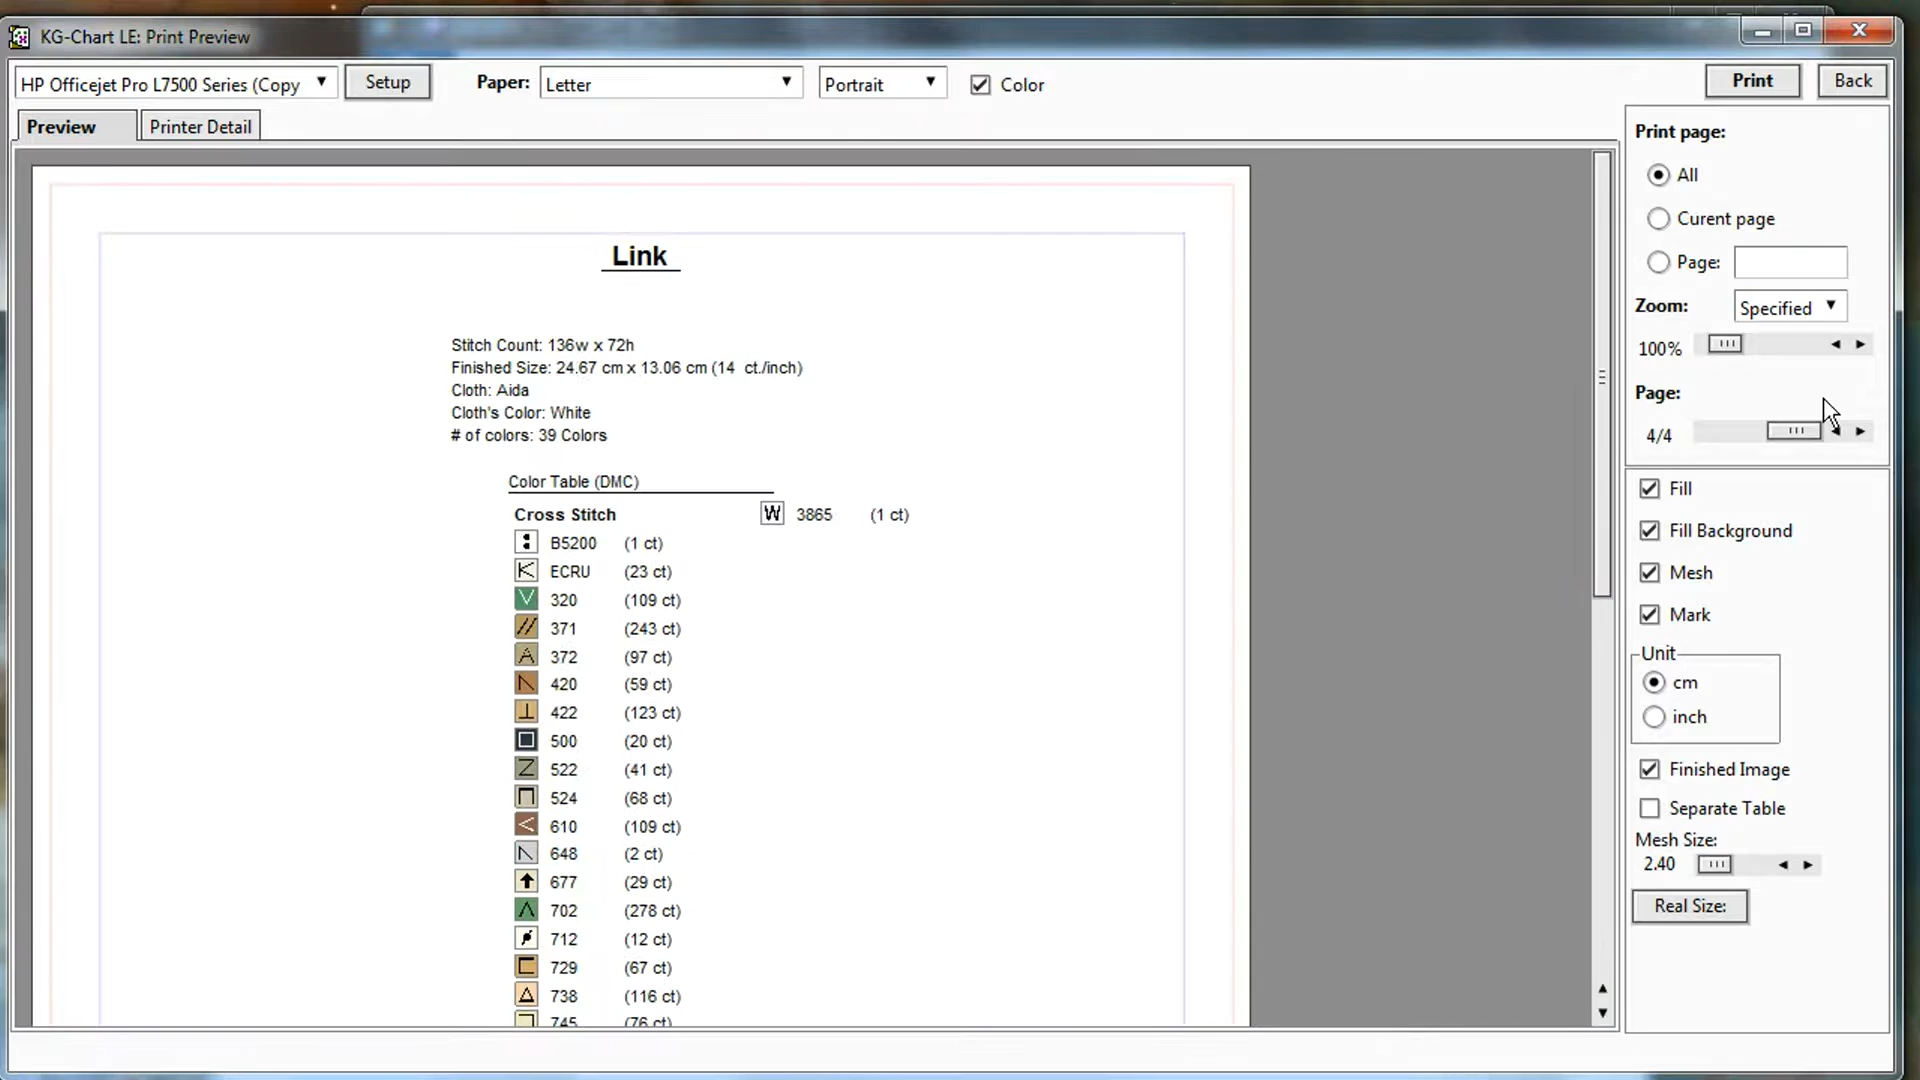 KG-Chart LE: Print Preview
HP Officejet Pro L7500 Series (Copy
Setup
Paper:
Letter
Portrait
Color
Print
Back
Preview
Printer Detail
Print page:
All
Curent page
Page:
Zoom:
Specified
100%
Page:
4/4
Fill
Fill Background
Mesh
Mark
Unit
cm
inch
Finished Image
Separate Table
Mesh Size:
2.40
Real Size:
Link
Stitch Count: 136w x 72h
Finished Size: 24.67 cm x 13.06 cm (14 ct./inch)
Cloth: Aida
Cloth's Color: White
# of colors: 39 Colors
Color Table (DMC)
Cross Stitch
W 3865 (1 ct)
B5200 (1 ct)
ECRU (23 ct)
320 (109 ct)
371 (243 ct)
372 (97 ct)
420 (59 ct)
422 (123 ct)
500 (20 ct)
522 (41 ct)
524 (68 ct)
610 (109 ct)
648 (2 ct)
677 (29 ct)
702 (278 ct)
712 (12 ct)
729 (67 ct)
738 (116 ct)
745 (76 ct)